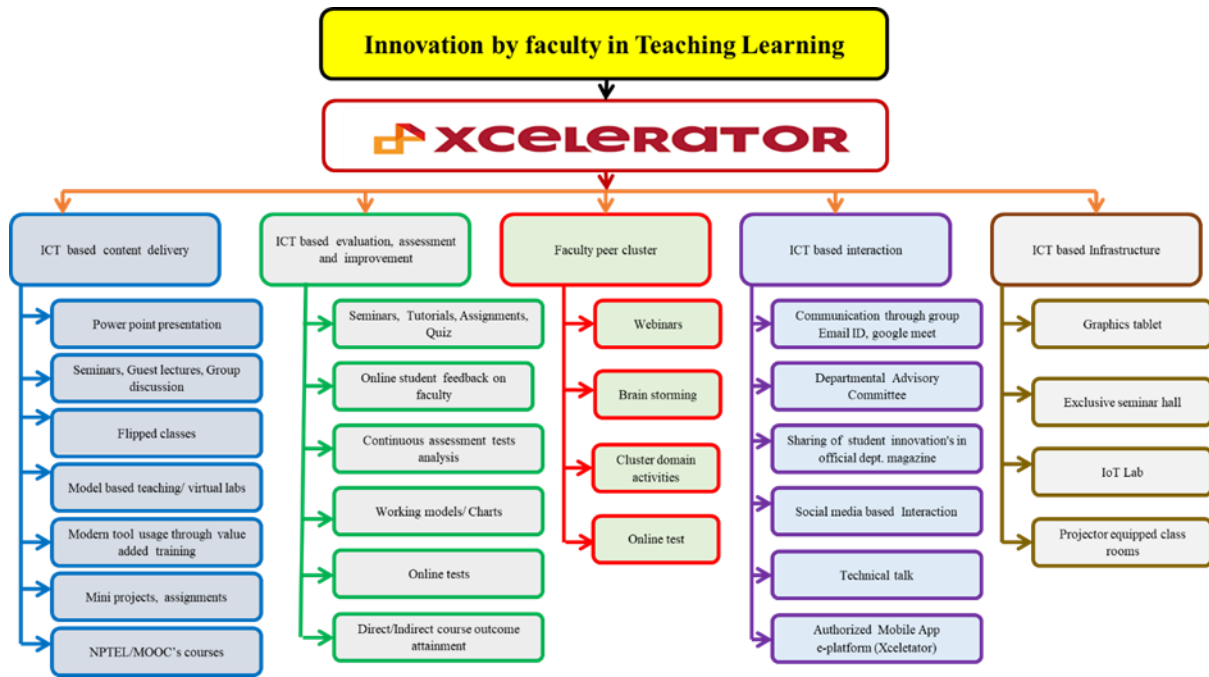 Innovation by faculty in Teaching Learning
XCELERATOR
ICT based content delivery
Power point presentation
Seminars, Guest lectures, Group
discussion
Flipped classes
Model based teaching/ virtual labs
Modern tool usage through value
added training
Mini projects, assignments
NPTEL/MOOC's courses
ICT based evaluation, assessment
and improvement
Seminars, Tutorials, Assignments,
Quiz
Online student feedback on
faculty
Continuous assessment tests
analysis
Working models/ Charts
Online tests
Direct/Indirect course outcome
attainment
Faculty peer cluster
Webinars
Brain storming
Cluster domain
activities
Online test
ICT based interaction
Communication through group
Email ID, google meet
Departmental Advisory
Committee
Sharing of student innovation's in
official dept. magazine
Social media based Interaction
Technical talk
Authorized Mobile App
e-platform (Xceletator)
ICT based Infrastructure
Graphics tablet
Exclusive seminar hall
IoT Lab
Projector equipped class
rooms